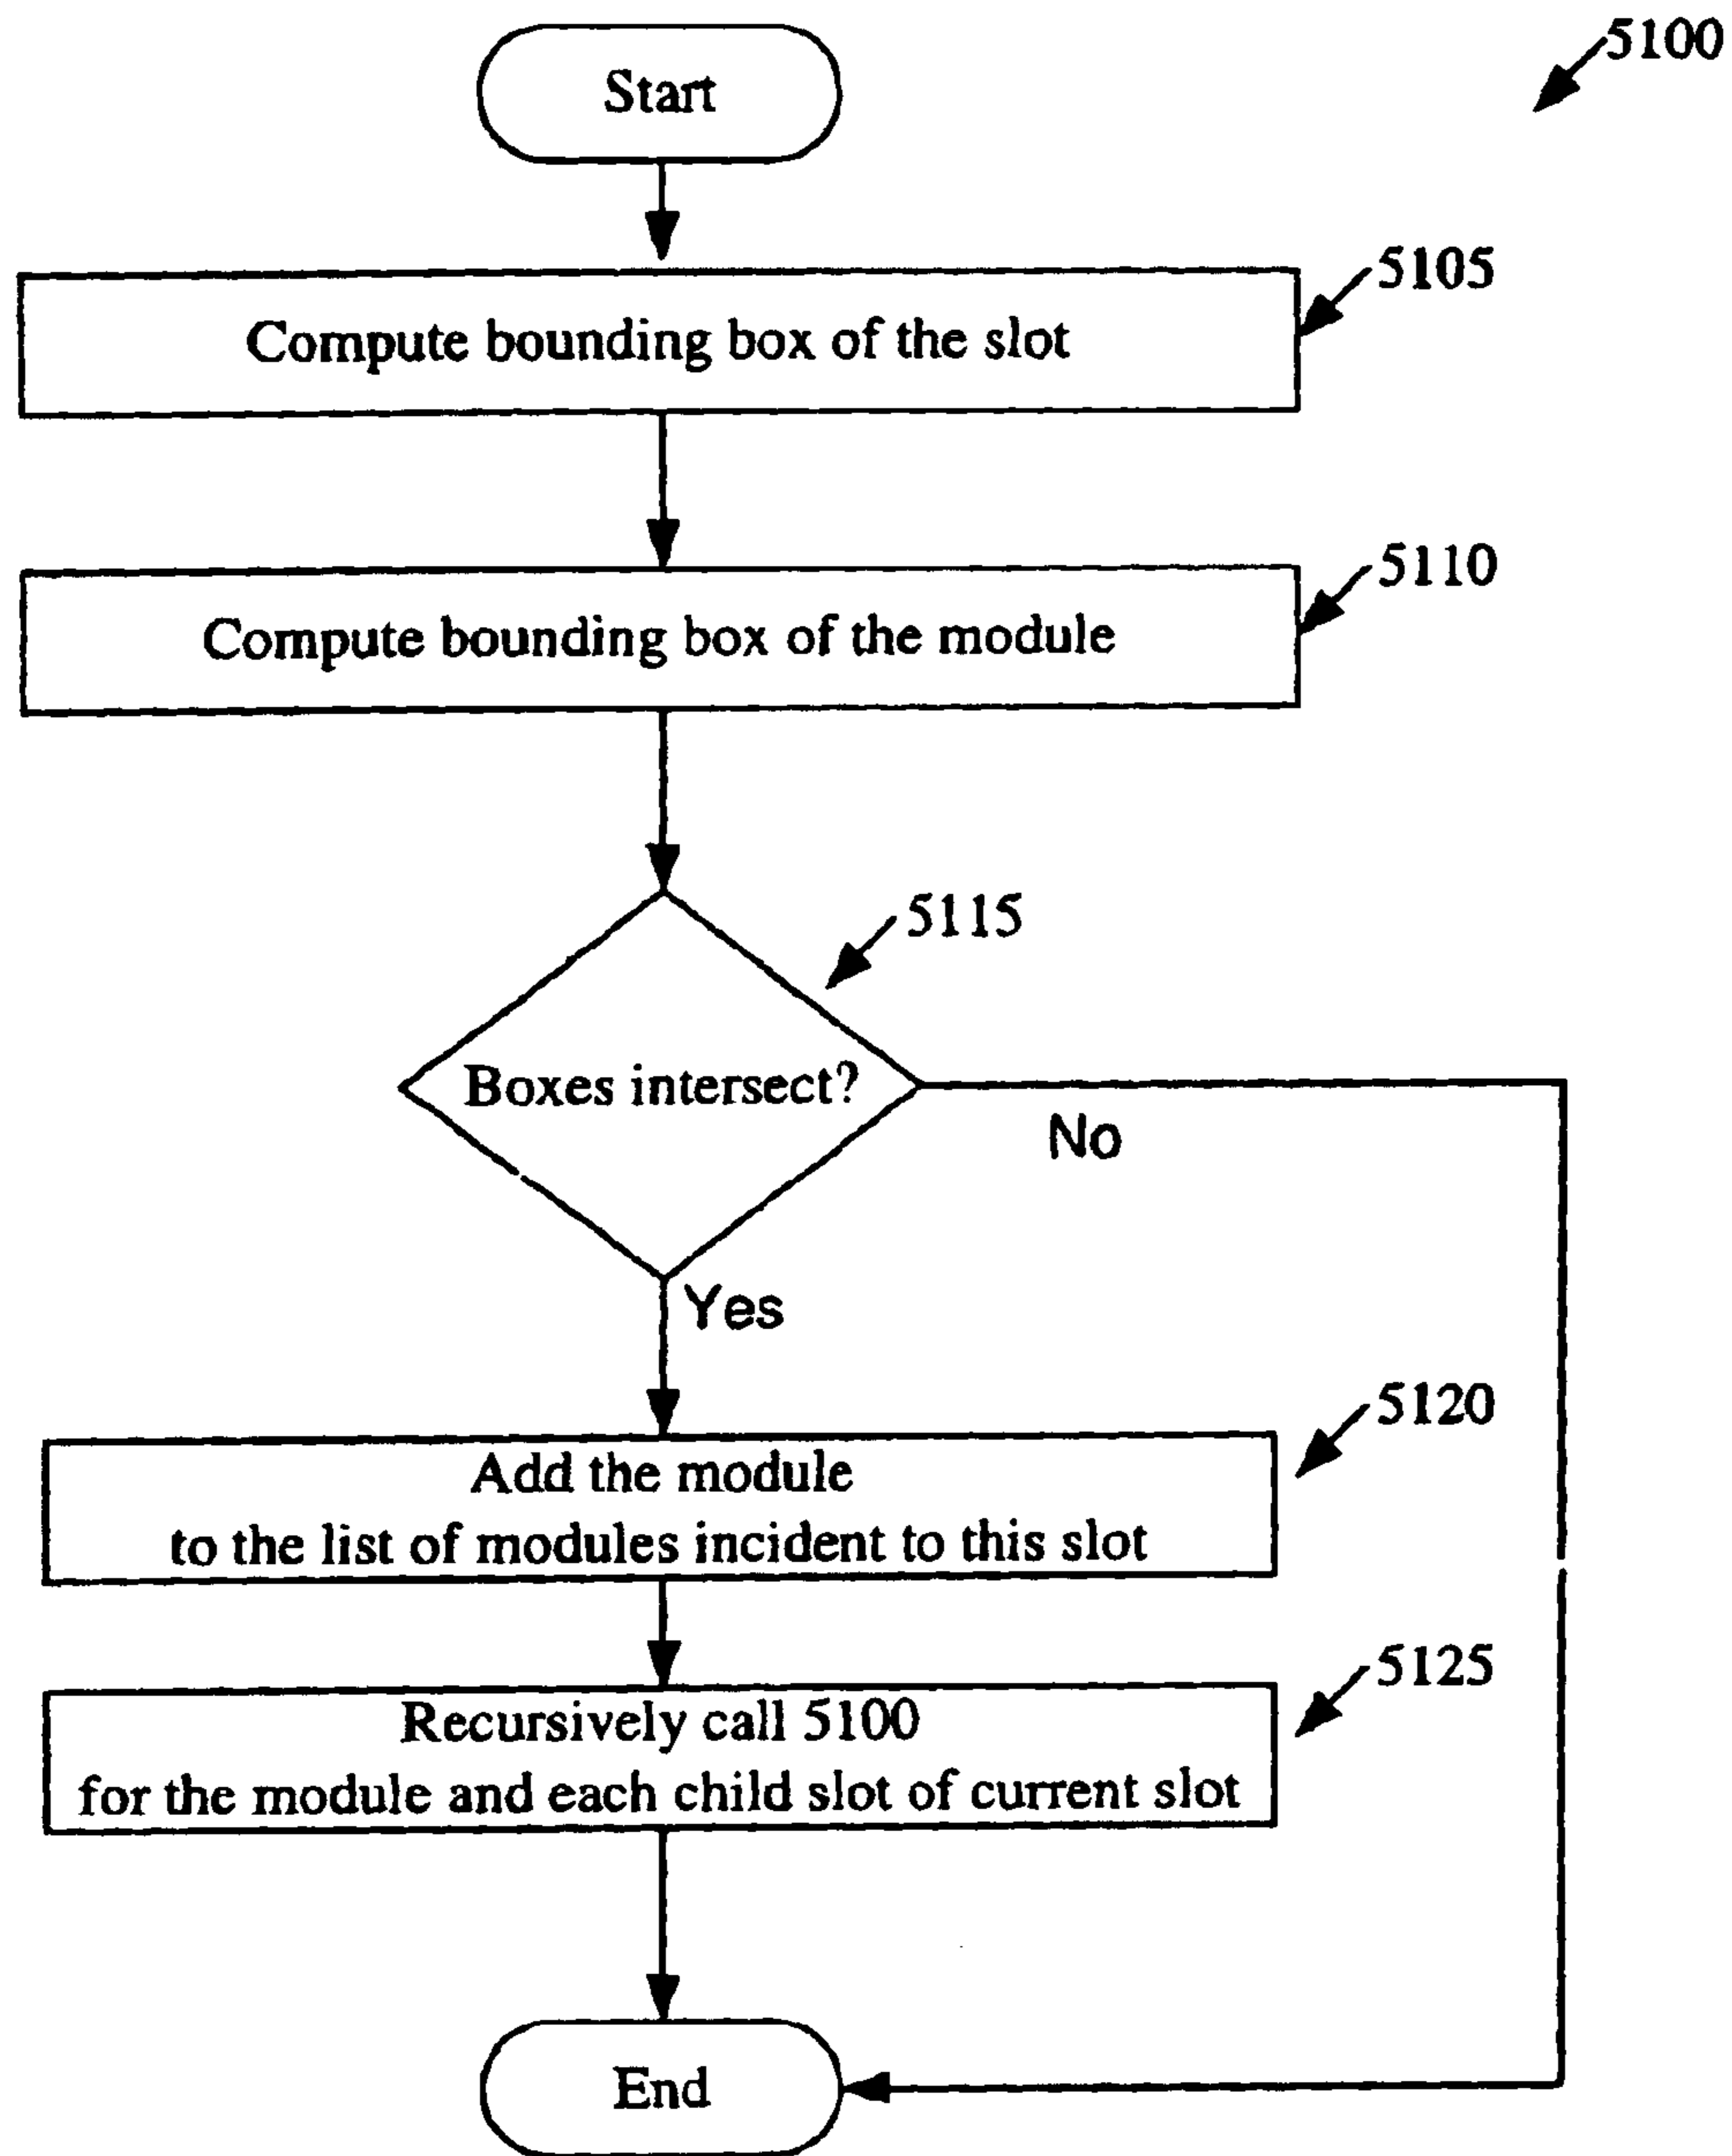 5100
Start
5105
Compute bounding box of the slot
5110
Compute bounding box of the module
5115
Boxes intersect?
No
Yes
5120
Add the module
to the list of modules incident to this slot
5125
Recursively call 5100
for the module and each child slot of current slot
End